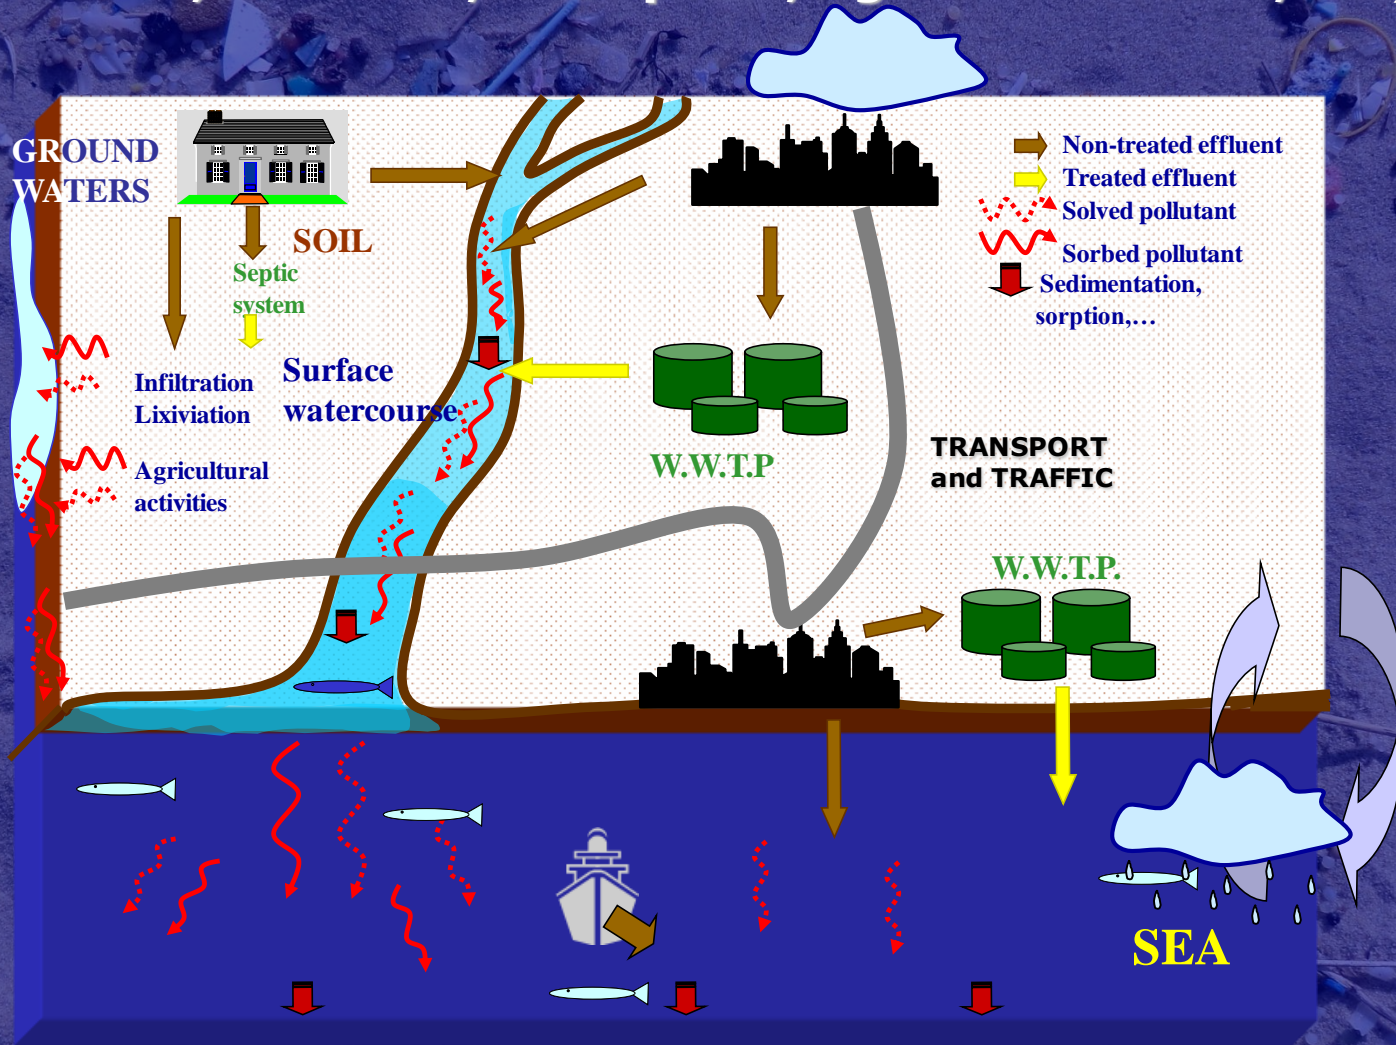 GROUND
WATERS
SOIL
Septic
system
Infiltration
Lixiviation
Surface
watercourse
Agricultural
activities
W.W.T.P
Non-treated effluent
Treated effluent
Solved pollutant
Sorbed pollutant
Sedimentation,
sorption,…
TRANSPORT
and TRAFFIC
W.W.T.P.
SEA